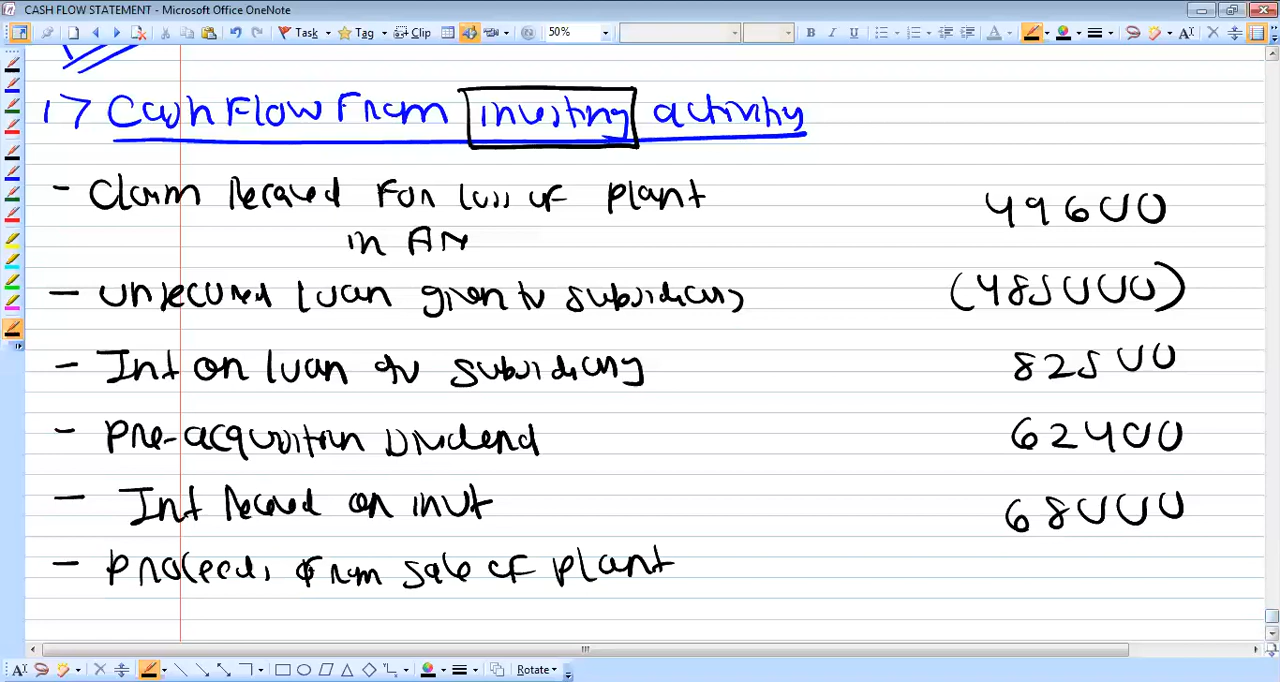 CASH FLOW STATEMENT - Microsoft Office OneNote
Task Tag Clip 50%
1> Cash Flow From investing activity
- Claim Received For loss of plant 49600
in AN
- unsecured loan given to subsidiary (485000)
- Int on loan to subsidiary 82500
- Pre-acquisition Dividend 62400
- Int Received on invt 68000
- Proceeds from sale of plant
Rotate